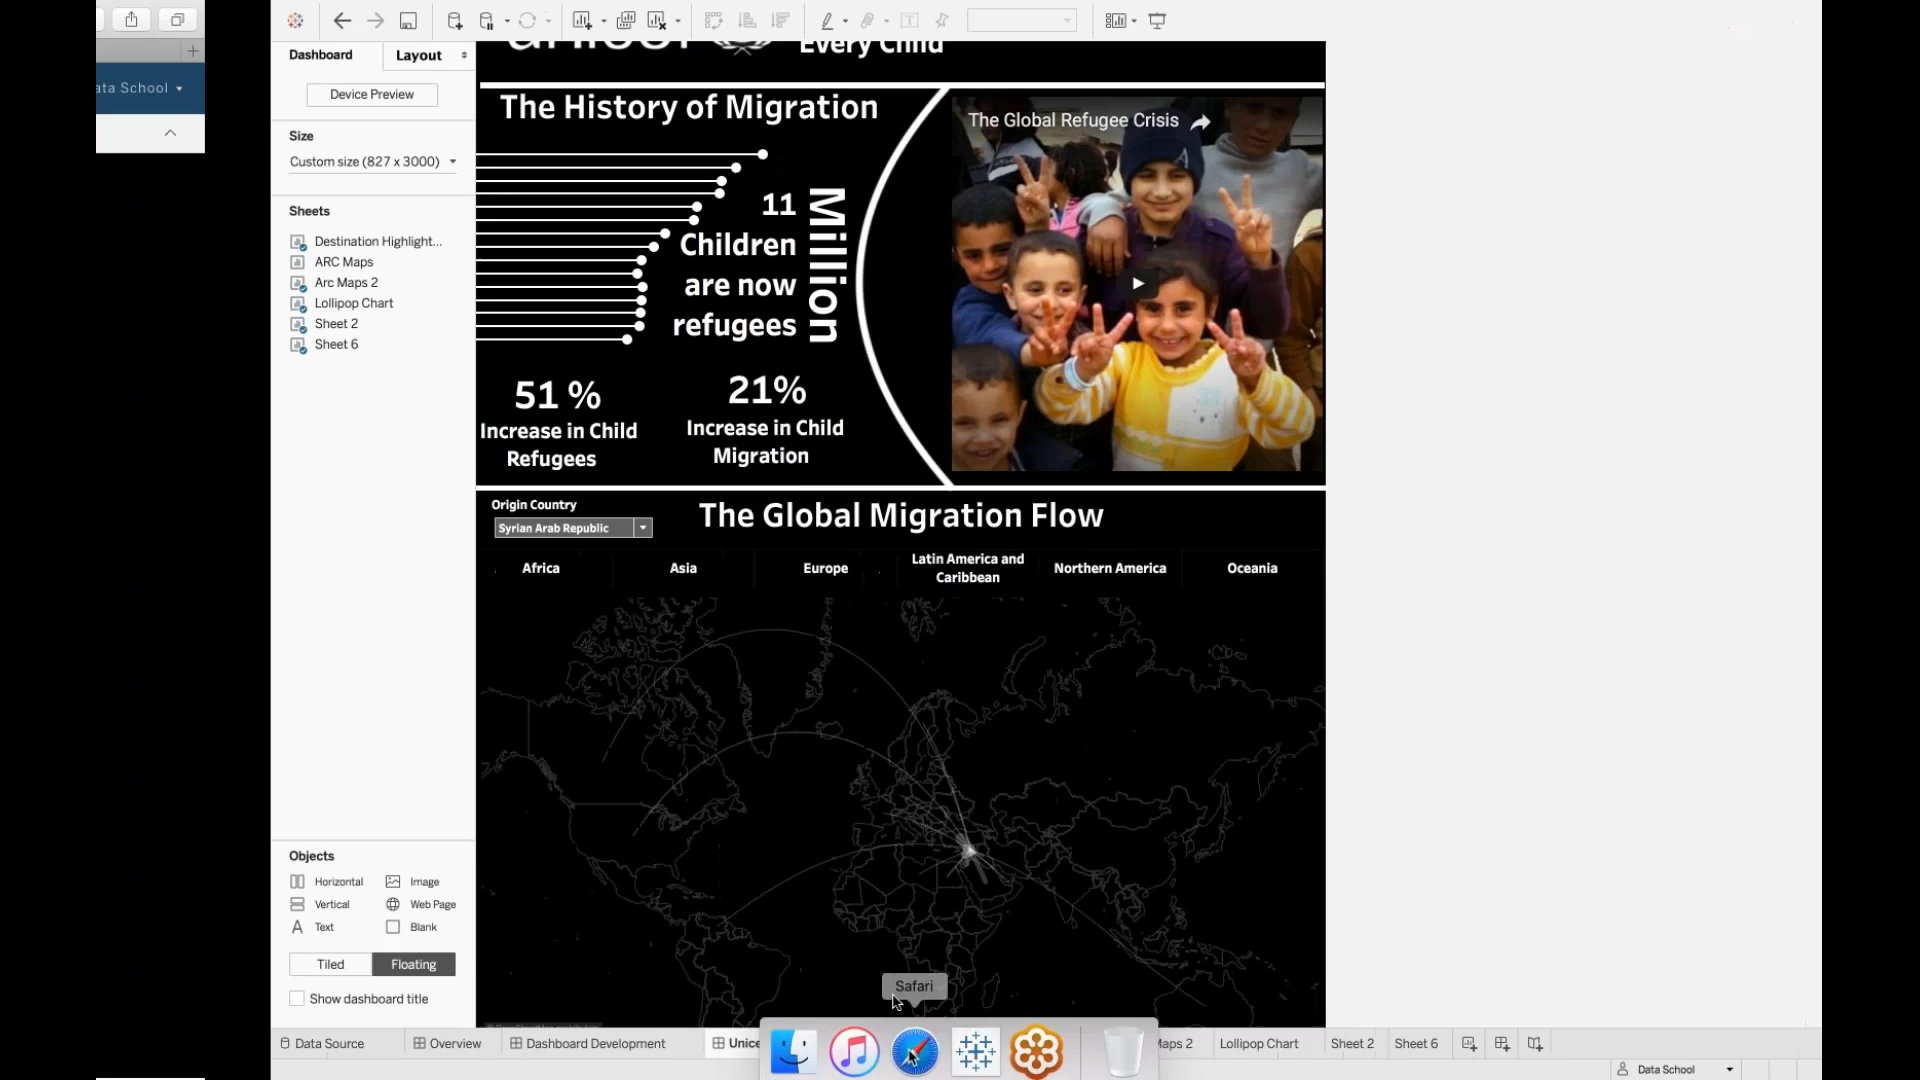 ata School
Dashboard
Layout
Device Preview
Size
Custom size (827 x 3000)
Sheets
Destination Highlight...
ARC Maps
Arc Maps 2
Lollipop Chart
Sheet 2
Sheet 6
Objects
Horizontal
Image
Vertical
Web Page
Text
Blank
Tiled
Floating
Show dashboard title
Every Child
The History of Migration
11
Children
are now
refugees
Million
51 %
Increase in Child
Refugees
21%
Increase in Child
Migration
The Global Refugee Crisis
Origin Country
Syrian Arab Republic
The Global Migration Flow
Africa
Asia
Europe
Latin America and
Caribbean
Northern America
Oceania
Safari
Data Source
Overview
Dashboard Development
Unice
Maps 2
Lollipop Chart
Sheet 2
Sheet 6
Data School